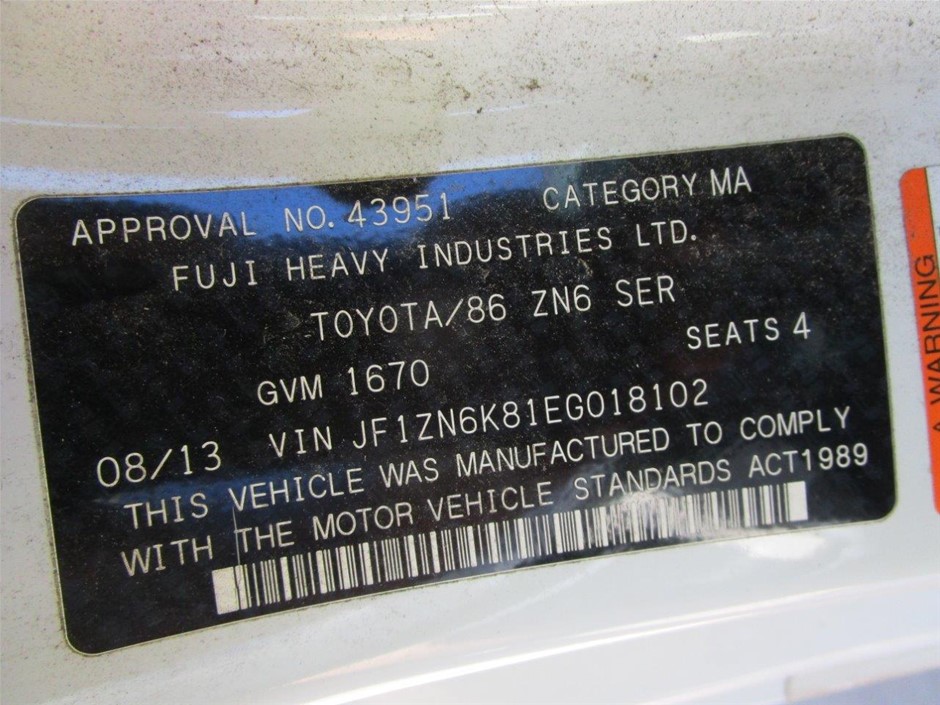 APPROVAL NO. 43951 CATEGORY MA
FUJI HEAVY INDUSTRIES LTD.
TOYOTA/86 ZN6 SER
SEATS 4
GVM 1670
08/13 VIN JF1ZN6K81EG018102
THIS VEHICLE WAS MANUFACTURED TO COMPLY
WITH THE MOTOR VEHICLE STANDARDS ACT1989
WARNING